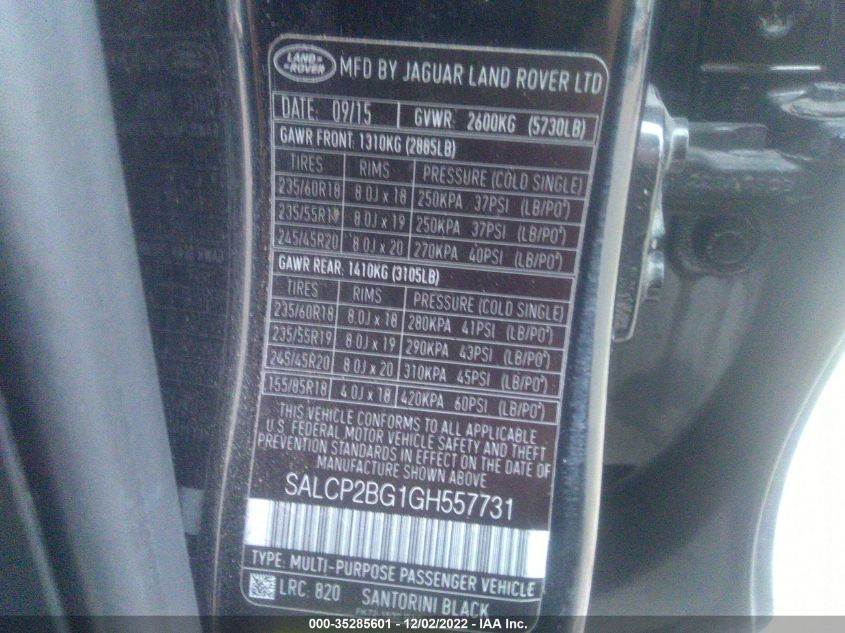 LAND ROVER
MFD BY JAGUAR LAND ROVER LTD
DATE: 09/15 GVWR: 2600KG (5730LB)
GAWR FRONT: 1310KG (2885LB)
TIRES RIMS PRESSURE (COLD SINGLE)
235/60R18 8.0J x 18 250KPA 37PSI (LB/PO²)
235/55R19 8.0J x 19 250KPA 37PSI (LB/PO²)
245/45R20 8.0J x 20 270KPA 40PSI (LB/PO²)
GAWR REAR: 1410KG (3105LB)
TIRES RIMS PRESSURE (COLD SINGLE)
235/60R18 8.0J x 18 280KPA 41PSI (LB/PO²)
235/55R19 8.0J x 19 290KPA 43PSI (LB/PO²)
245/45R20 8.0J x 20 310KPA 45PSI (LB/PO²)
155/85R18 4.0J x 18 420KPA 60PSI (LB/PO²)
THIS VEHICLE CONFORMS TO ALL APPLICABLE
U.S. FEDERAL MOTOR VEHICLE SAFETY AND THEFT
PREVENTION STANDARDS IN EFFECT ON THE DATE OF
MANUFACTURE SHOWN ABOVE
SALCP2BG1GH557731
TYPE: MULTI-PURPOSE PASSENGER VEHICLE
LRC: 820 SANTORINI BLACK
000-35285601 - 12/02/2022 - IAA Inc.